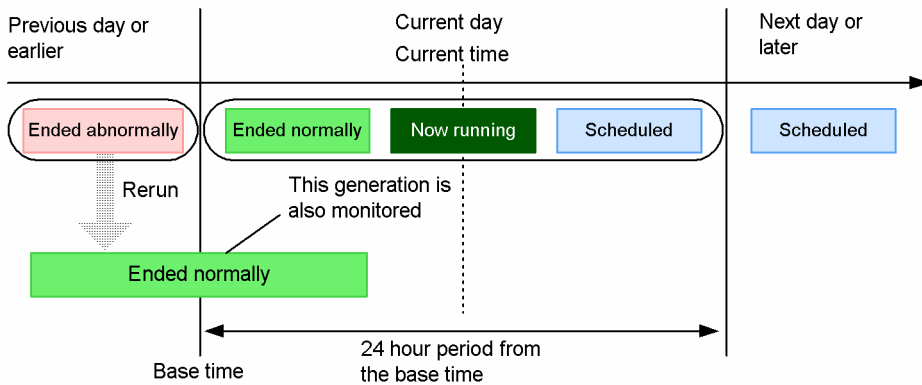 Previous day or
earlier
Current day
Current time
Next day or
later
Ended abnormally
Ended normally
Now running
Scheduled
Scheduled
Rerun
This generation is
also monitored
Ended normally
24 hour period from
the base time
Base time